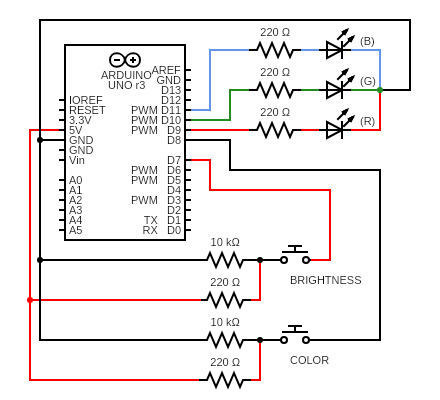 220 Ω
(B)
220 Ω
(G)
220 Ω
(R)
ARDUINO
UNO r3
AREF
GND
D13
D12
PWM D11
PWM D10
PWM D9
D8
IOREF
RESET
3.3V
5V
GND
GND
Vin
D7
PWM D6
PWM D5
D4
PWM D3
D2
TX D1
RX D0
A0
A1
A2
A3
A4
A5
10 kΩ
BRIGHTNESS
220 Ω
10 kΩ
COLOR
220 Ω